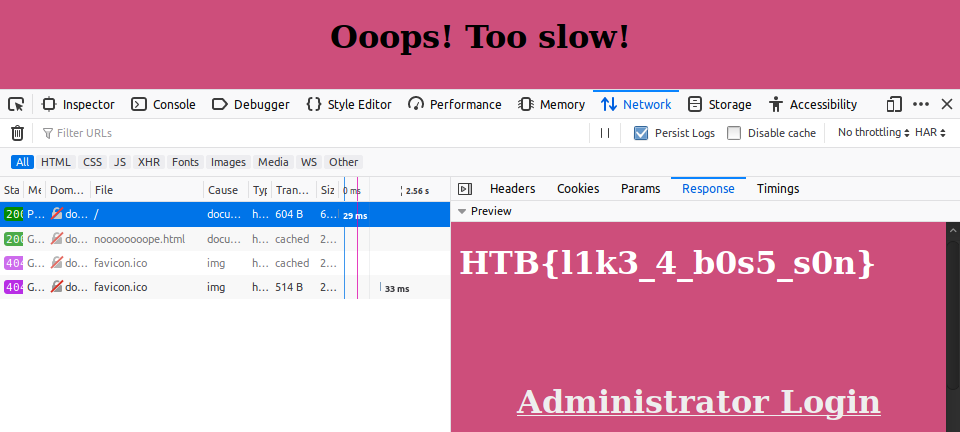 Ooops! Too slow!
Inspector Console Debugger Style Editor Performance Memory Network Storage Accessibility
Filter URLs Persist Logs Disable cache No throttling HAR
All HTML CSS JS XHR Fonts Images Media WS Other
Sta Me Dom... File Cause Typ Tran... Siz 0 ms 2.56 s
200 P... do... / docu... h... 604 B 6... 29 ms
200 G... do... noooooooope.html docu... h... cached 2...
404 G... do... favicon.ico img h... cached 2...
404 G... do... favicon.ico img h... 514 B 2... 33 ms
Headers Cookies Params Response Timings
Preview
HTB{l1k3_4_b0s5_s0n}
Administrator Login